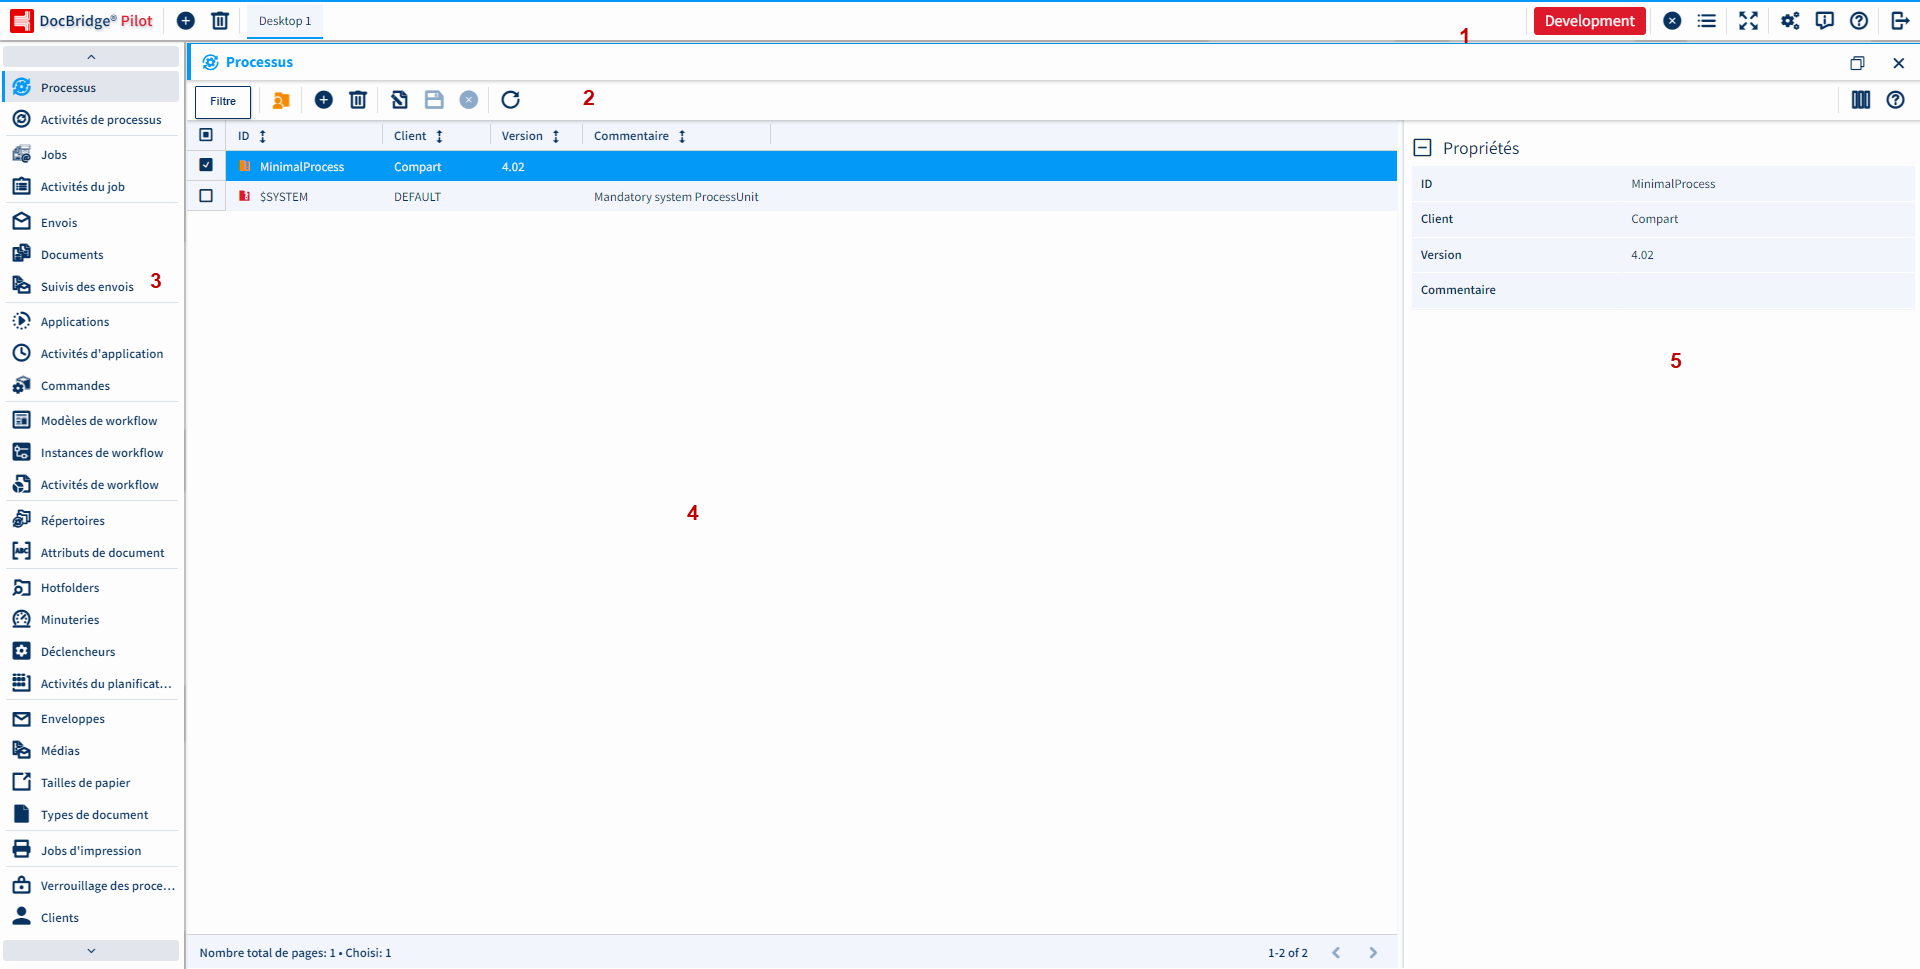 DocBridge® Pilot
Desktop 1
Development
1
Processus
Filtre
2
ID
Client
Version
Commentaire
MinimalProcess
Compart
4.02
$SYSTEM
DEFAULT
Mandatory system ProcessUnit
4
Nombre total de pages: 1 • Choisi: 1
1-2 of 2
Propriétés
ID
MinimalProcess
Client
Compart
Version
4.02
Commentaire
5
Processus
Activités de processus
Jobs
Activités du job
Envois
Documents
Suivis des envois
3
Applications
Activités d'application
Commandes
Modèles de workflow
Instances de workflow
Activités de workflow
Répertoires
Attributs de document
ABC
Hotfolders
Minuteries
Déclencheurs
Activités du planificat...
Enveloppes
Médias
Tailles de papier
Types de document
Jobs d'impression
Verrouillage des proce...
Clients